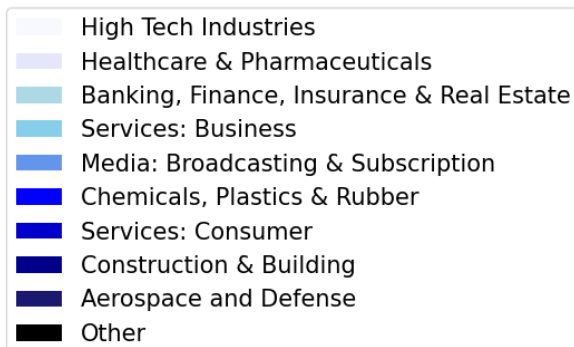 High Tech Industries
Healthcare & Pharmaceuticals
Banking, Finance, Insurance & Real Estate
Services: Business
Media: Broadcasting & Subscription
Chemicals, Plastics & Rubber
Services: Consumer
Construction & Building
Aerospace and Defense
Other